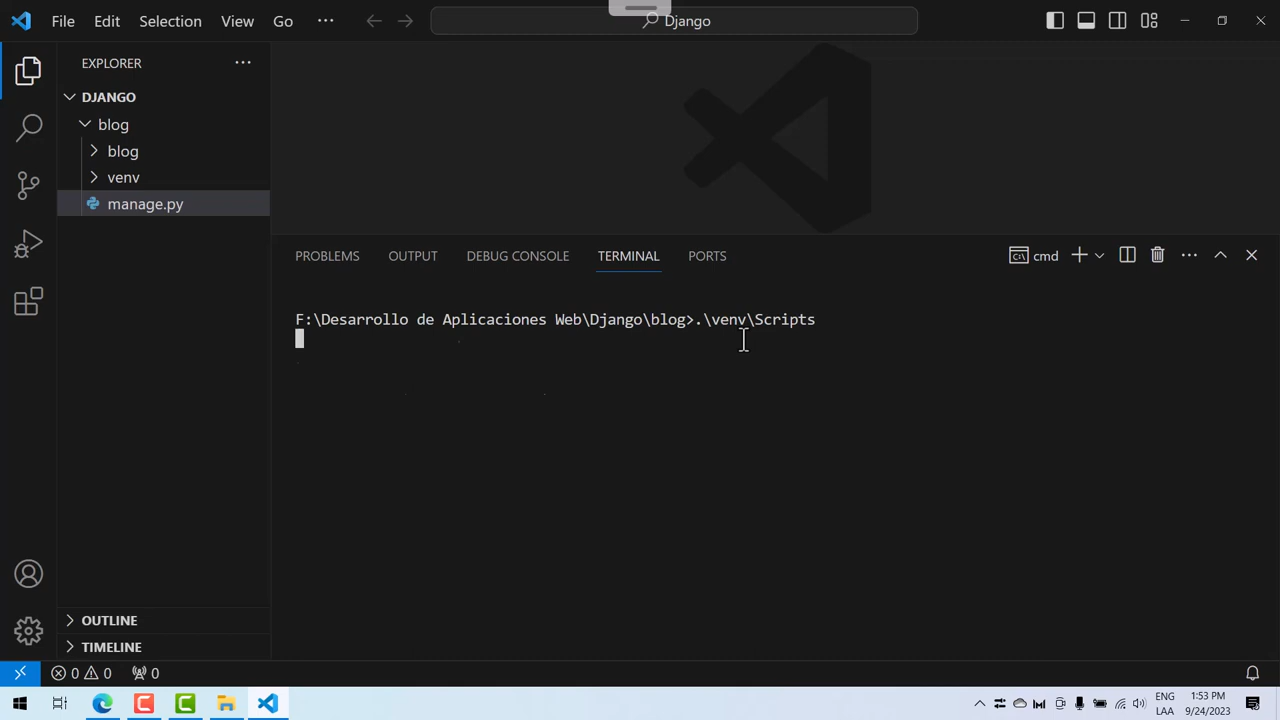 File Edit Selection View Go ··· Django
EXPLORER ···
DJANGO
blog
blog
venv
manage.py
PROBLEMS OUTPUT DEBUG CONSOLE TERMINAL PORTS cmd ···
F:\Desarrollo de Aplicaciones Web\Django\blog>.\venv\Scripts
OUTLINE
TIMELINE
0 0 0
ENG 1:53 PM
LAA 9/24/2023